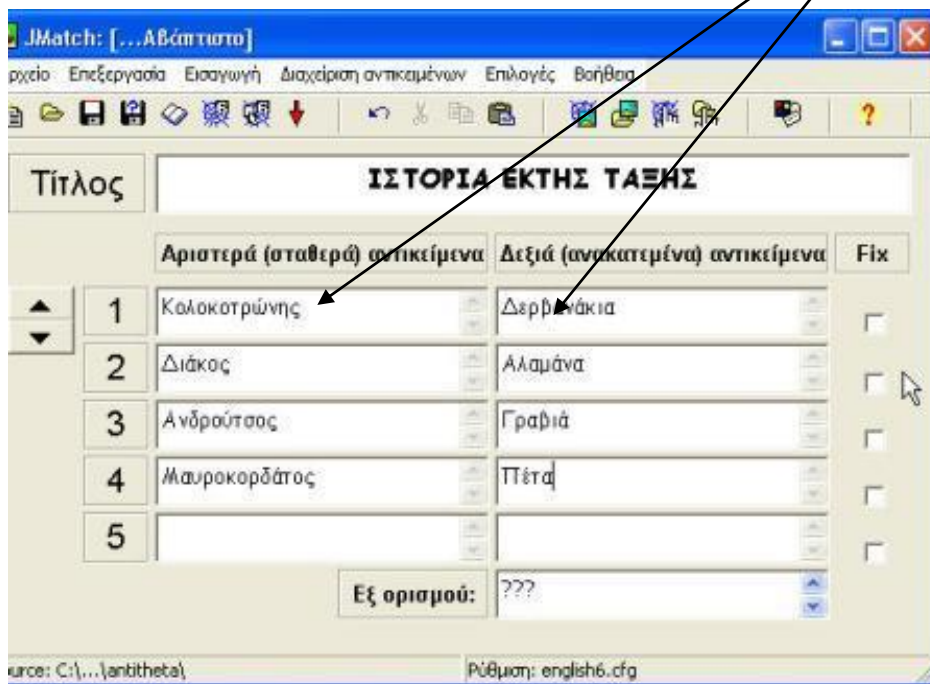 JMatch: [...Αβάπτιστο]
ρχείο Επεξεργασία Εισαγωγή Διαχείριση αντικειμένων Επιλογές Βοήθεια
Τίτλος ΙΣΤΟΡΙΑ ΕΚΤΗΣ ΤΑΞΗΣ
Αριστερά (σταθερά) αντικείμενα Δεξιά (ανακατεμένα) αντικείμενα Fix
1 Κολοκοτρώνης Δερβενάκια
2 Διάκος Αλαμάνα
3 Ανδρούτσος Γραβιά
4 Μαυροκορδάτος Πέτα
5
Εξ ορισμού: ???
urce: C:\...\antitheta\ Ρύθμιση: english6.cfg